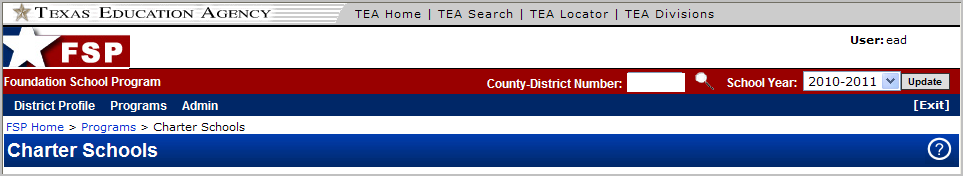 TEXAS EDUCATION AGENCY TEA Home | TEA Search | TEA Locator | TEA Divisions
User: ead
FSP
Foundation School Program County-District Number: School Year: 2010-2011 Update
District Profile Programs Admin [Exit]
FSP Home > Programs > Charter Schools
Charter Schools ?